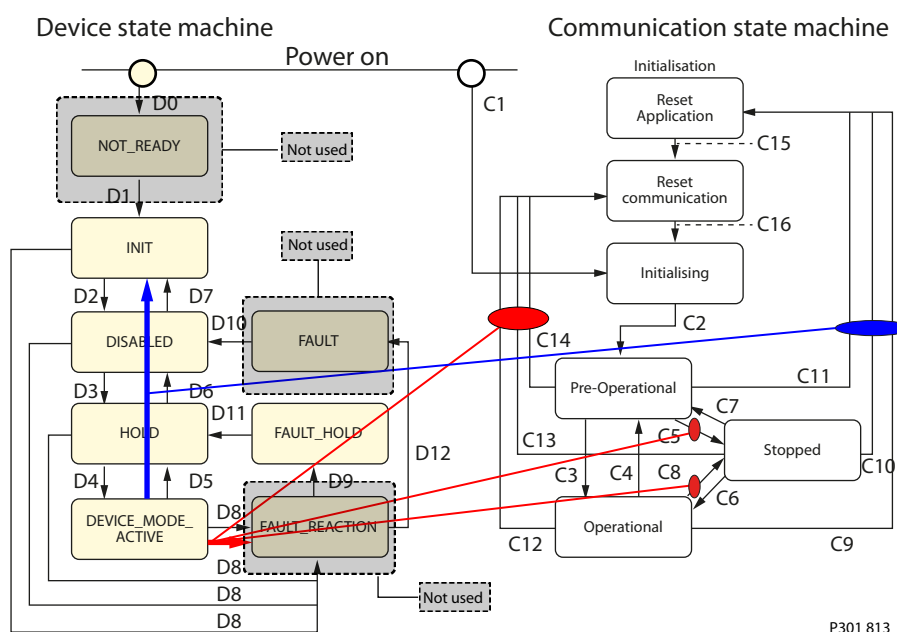 Device state machine
Communication state machine
Power on
Initialisation
D0
C1
Reset
Application
NOT_READY
Not used
C15
D1
Reset
communication
INIT
Not used
C16
Initialising
D2
D7
D10
C2
DISABLED
FAULT
C14
D3
D6
Pre-Operational
C11
D11
C7
HOLD
FAULT_HOLD
C5
D12
C13
Stopped
D4
D5
D9
C3
C4
C8
C10
C6
DEVICE_MODE_
ACTIVE
D8
FAULT_REACTION
Operational
C12
C9
D8
D8
Not used
D8
P301 813